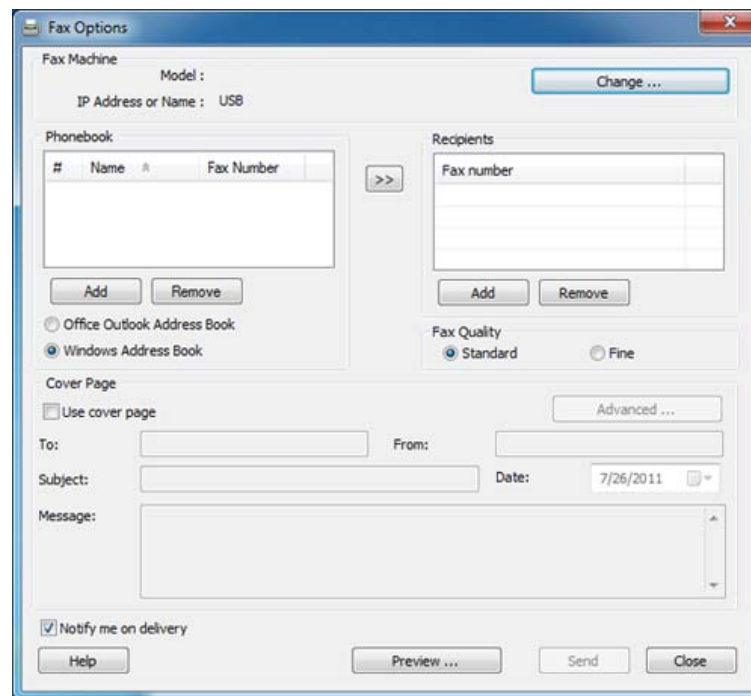 Fax Options
Fax Machine
Model :
Change ...
IP Address or Name : USB
Phonebook
# Name Fax Number
>>
Add Remove
Office Outlook Address Book
Windows Address Book
Recipients
Fax number
Add Remove
Fax Quality
Standard Fine
Cover Page
Use cover page
Advanced ...
To: From:
Subject: Date: 7/26/2011
Message:
Notify me on delivery
Help Preview ... Send Close